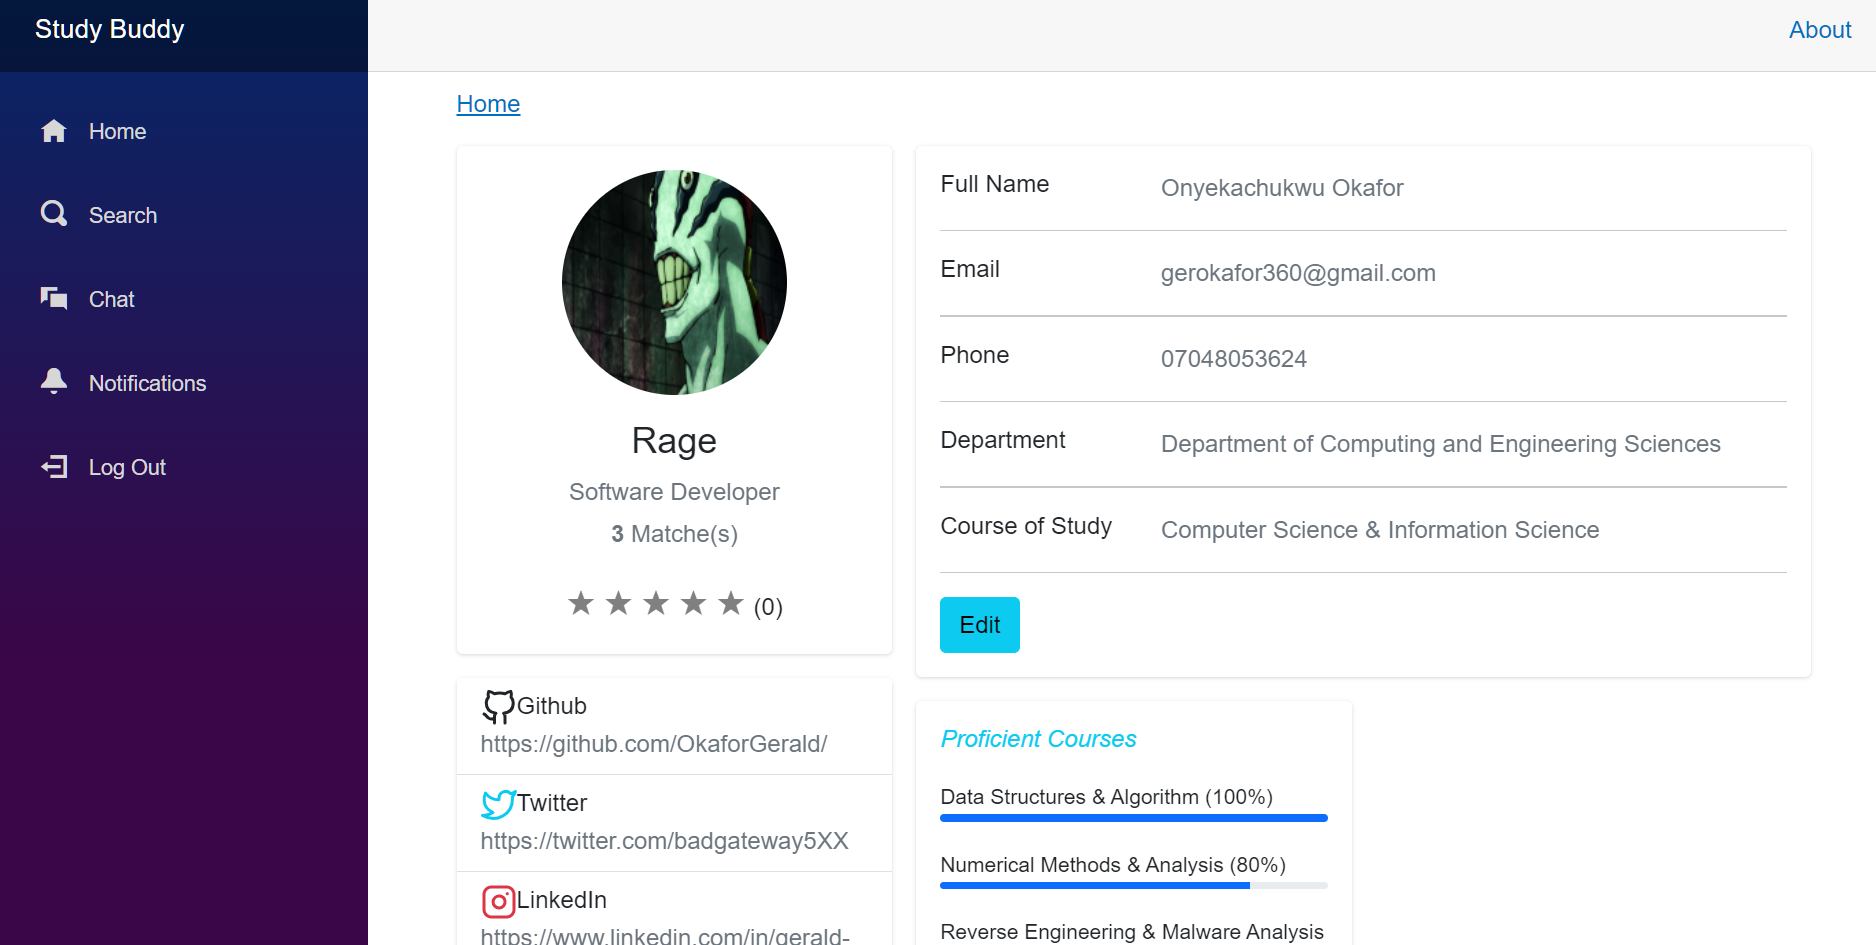 Study Buddy
About
Home
Search
Chat
Notifications
Log Out
Home
Rage
Software Developer
3 Matche(s)
(0)
Github
https://github.com/OkaforGerald/
Twitter
https://twitter.com/badgateway5XX
LinkedIn
https://www.linkedin.com/in/gerald-
Full Name Onyekachukwu Okafor
Email gerokafor360@gmail.com
Phone 07048053624
Department Department of Computing and Engineering Sciences
Course of Study Computer Science & Information Science
Edit
Proficient Courses
Data Structures & Algorithm (100%)
Numerical Methods & Analysis (80%)
Reverse Engineering & Malware Analysis